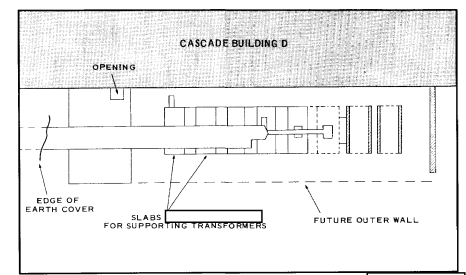 CASCADE BUILDING D
OPENING
EDGE OF
EARTH COVER
SLABS
FOR SUPPORTING TRANSFORMERS
FUTURE OUTER WALL